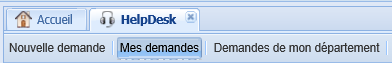 Accueil HelpDesk
Nouvelle demande Mes demandes Demandes de mon département